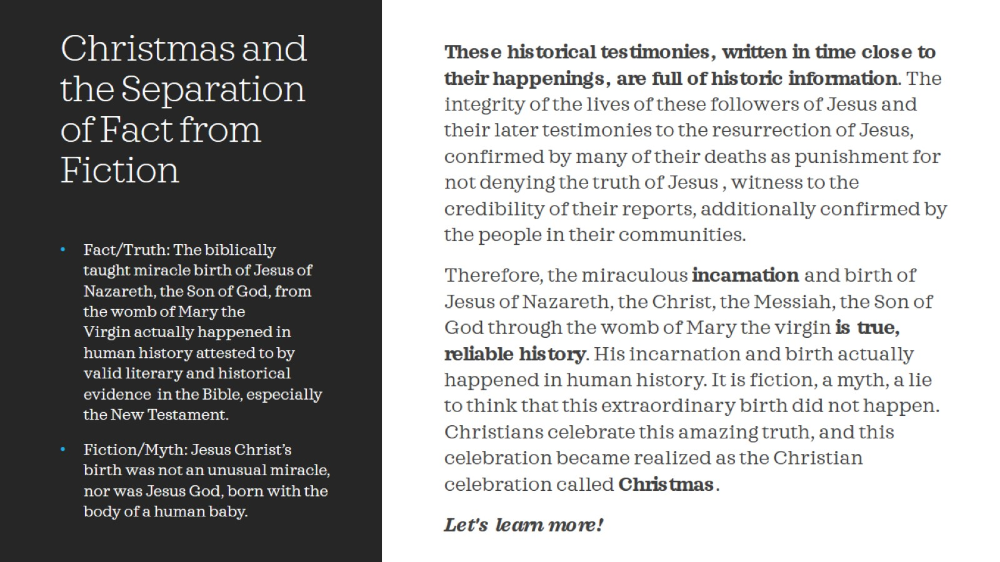 Christmas and
the Separation
of Fact from
Fiction
• Fact/Truth: The biblically
taught miracle birth of Jesus of
Nazareth, the Son of God, from
the womb of Mary the
Virgin actually happened in
human history attested to by
valid literary and historical
evidence  in the Bible, especially
the New Testament.
• Fiction/Myth: Jesus Christ’s
birth was not an unusual miracle,
nor was Jesus God, born with the
body of a human baby.
These historical testimonies, written in time close to
their happenings, are full of historic information. The
integrity of the lives of these followers of Jesus and
their later testimonies to the resurrection of Jesus,
confirmed by many of their deaths as punishment for
not denying the truth of Jesus , witness to the
credibility of their reports, additionally confirmed by
the people in their communities.
Therefore, the miraculous incarnation and birth of
Jesus of Nazareth, the Christ, the Messiah, the Son of
God through the womb of Mary the virgin is true,
reliable history. His incarnation and birth actually
happened in human history. It is fiction, a myth, a lie
to think that this extraordinary birth did not happen.
Christians celebrate this amazing truth, and this
celebration became realized as the Christian
celebration called Christmas.
Let's learn more!